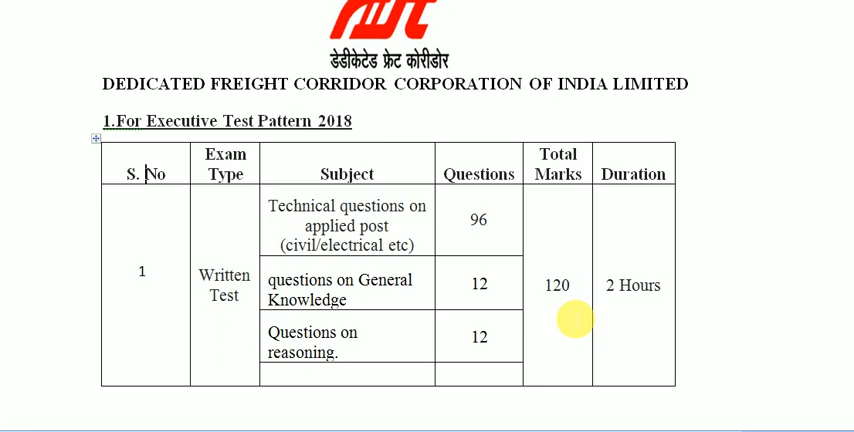 डेडीकेटेड फ्रेट कोरीडोर
DEDICATED FREIGHT CORRIDOR CORPORATION OF INDIA LIMITED
1.For Executive Test Pattern 2018
S. No
Exam
Type
Subject
Questions
Total
Marks
Duration
1
Written
Test
Technical questions on
applied post
(civil/electrical etc)
96
questions on General
Knowledge
12
Questions on
reasoning.
12
120
2 Hours